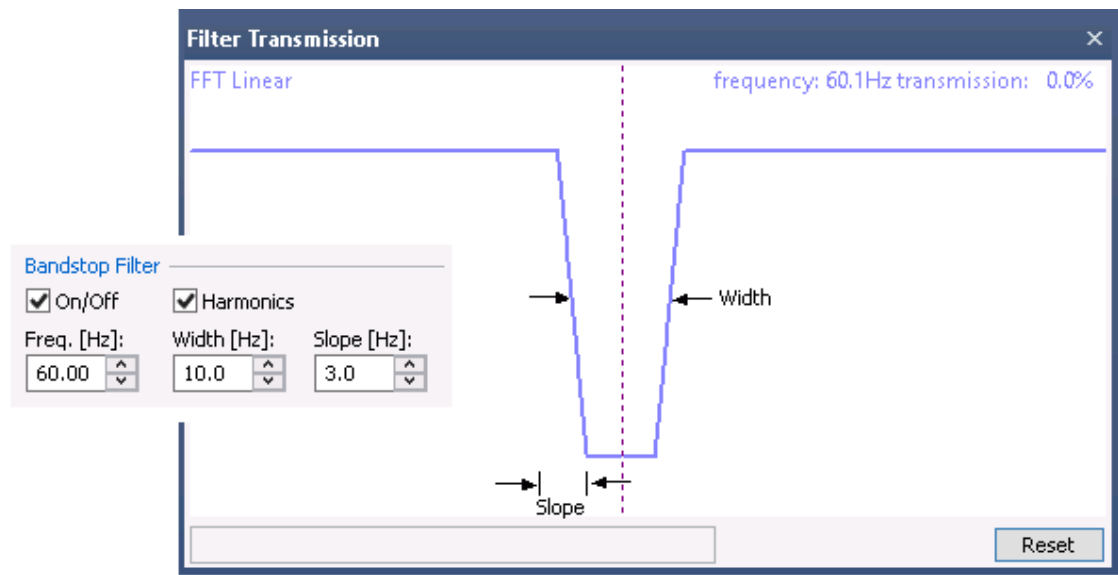 Filter Transmission
FFT Linear
frequency: 60.1Hz transmission: 0.0%
Bandstop Filter
On/Off Harmonics
Freq. [Hz]: Width [Hz]: Slope [Hz]:
60.00 10.0 3.0
Width
Slope
Reset